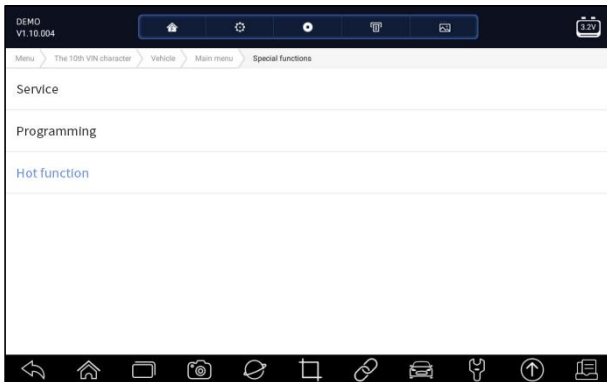 DEMO
V1.10.004
3.2V
Menu The 10th VIN character Vehicle Main menu Special functions
Service
Programming
Hot function